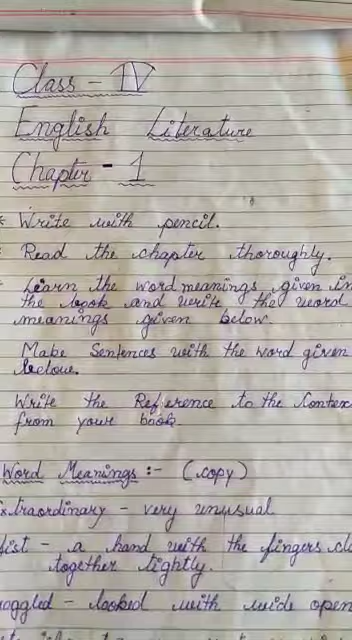 Class - IV
English Literature
Chapter - 1
* Write with pencil.
* Read the chapter thoroughly.
* Learn the word meanings given in
the book and write the word
meanings given below.
Make Sentences with the word given
below.
Write the Reference to the Contex
from your book
Word Meanings :- (copy)
xtraordinary - very unusual
fist - a hand with the fingers clo
together tightly.
oggled - looked with wide open